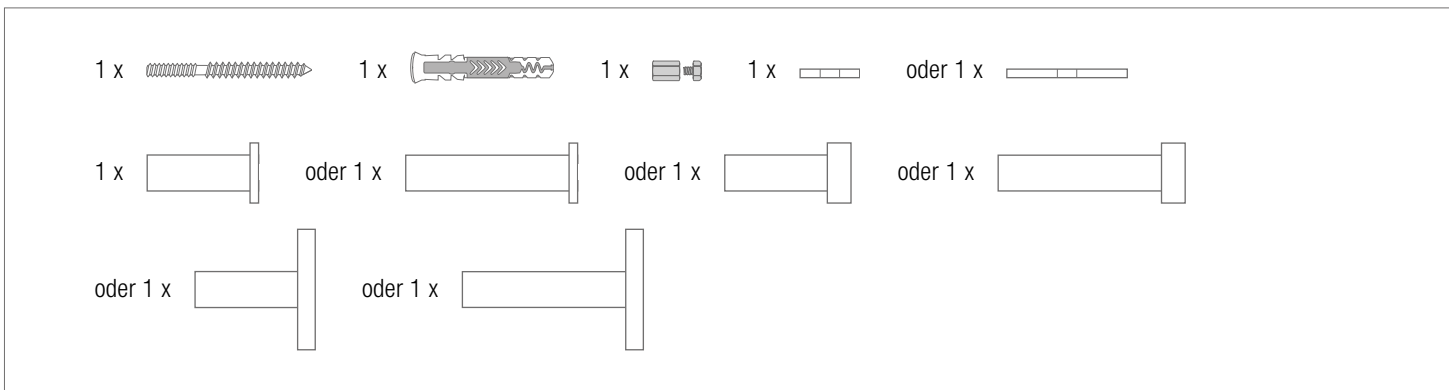 1 x 1 x 1 x 1 x oder 1 x
1 x oder 1 x oder 1 x oder 1 x
oder 1 x oder 1 x